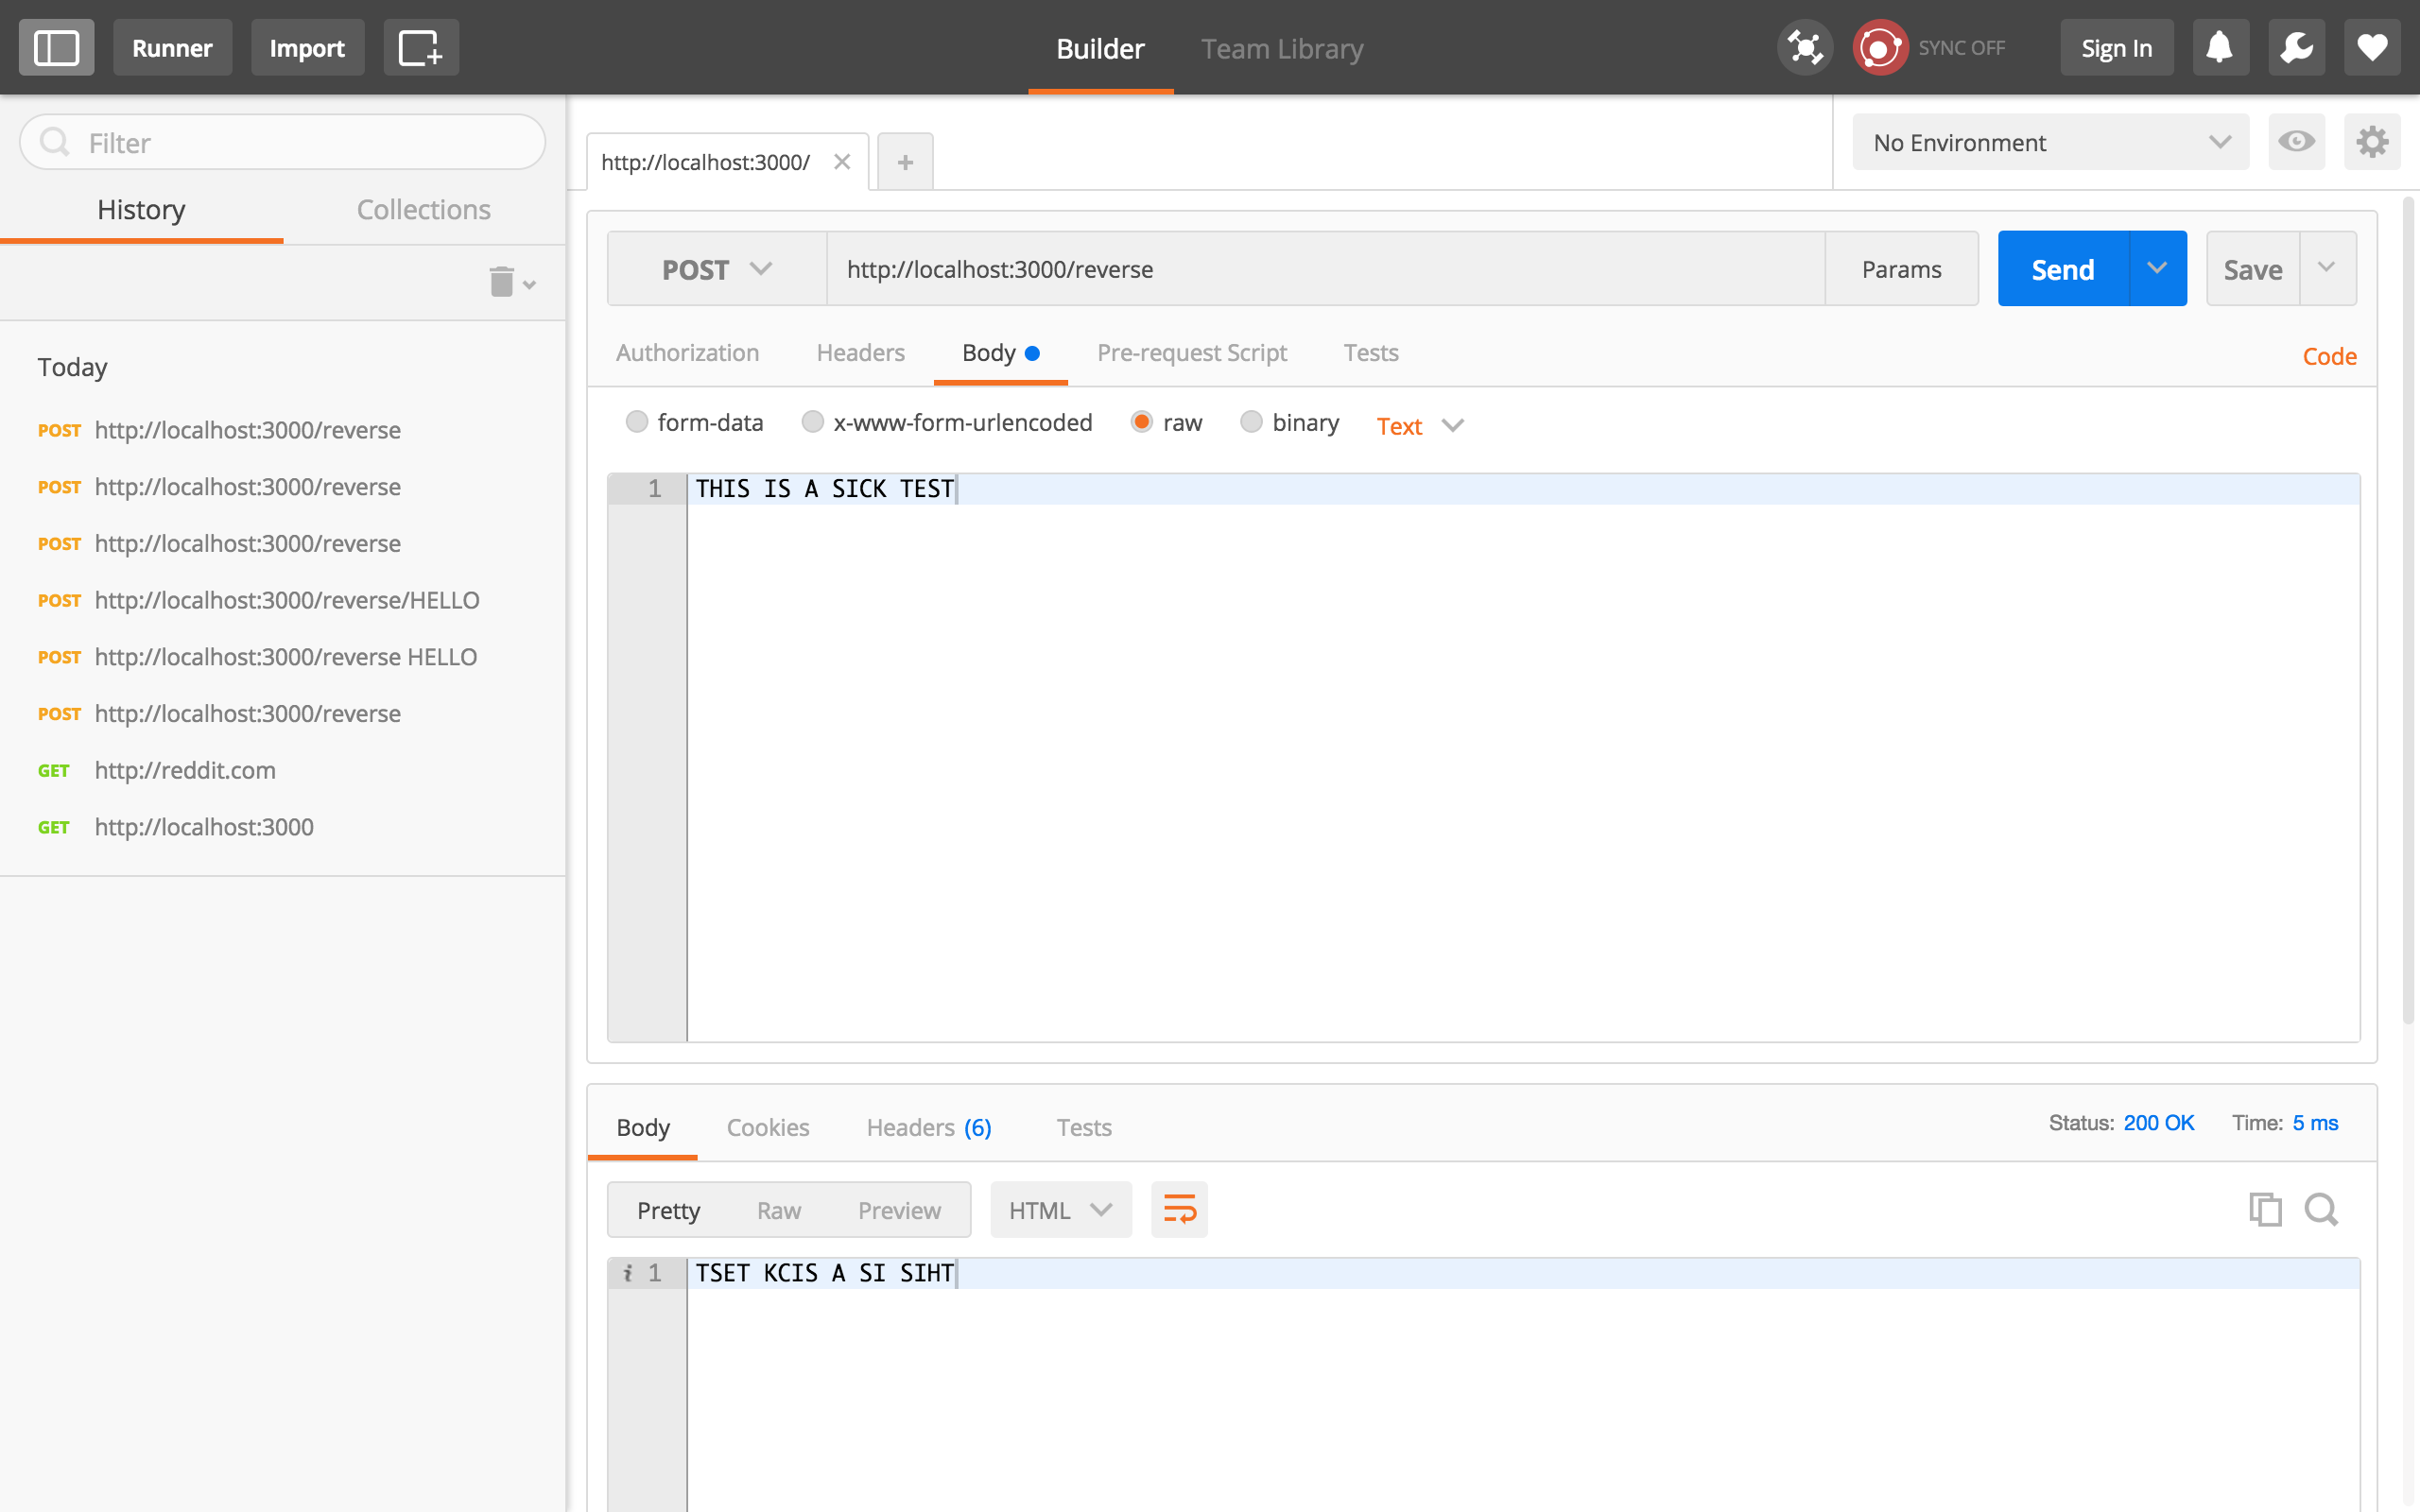 Runner Import Builder Team Library SYNC OFF Sign In
Filter
History Collections
Today
POST http://localhost:3000/reverse
POST http://localhost:3000/reverse
POST http://localhost:3000/reverse
POST http://localhost:3000/reverse/HELLO
POST http://localhost:3000/reverse HELLO
POST http://localhost:3000/reverse
GET http://reddit.com
GET http://localhost:3000
http://localhost:3000/ No Environment
POST http://localhost:3000/reverse Params Send Save
Authorization Headers Body Pre-request Script Tests Code
form-data x-www-form-urlencoded raw binary Text
1 THIS IS A SICK TEST
Body Cookies Headers (6) Tests Status: 200 OK Time: 5 ms
Pretty Raw Preview HTML
i 1 TSET KCIS A SI SIHT